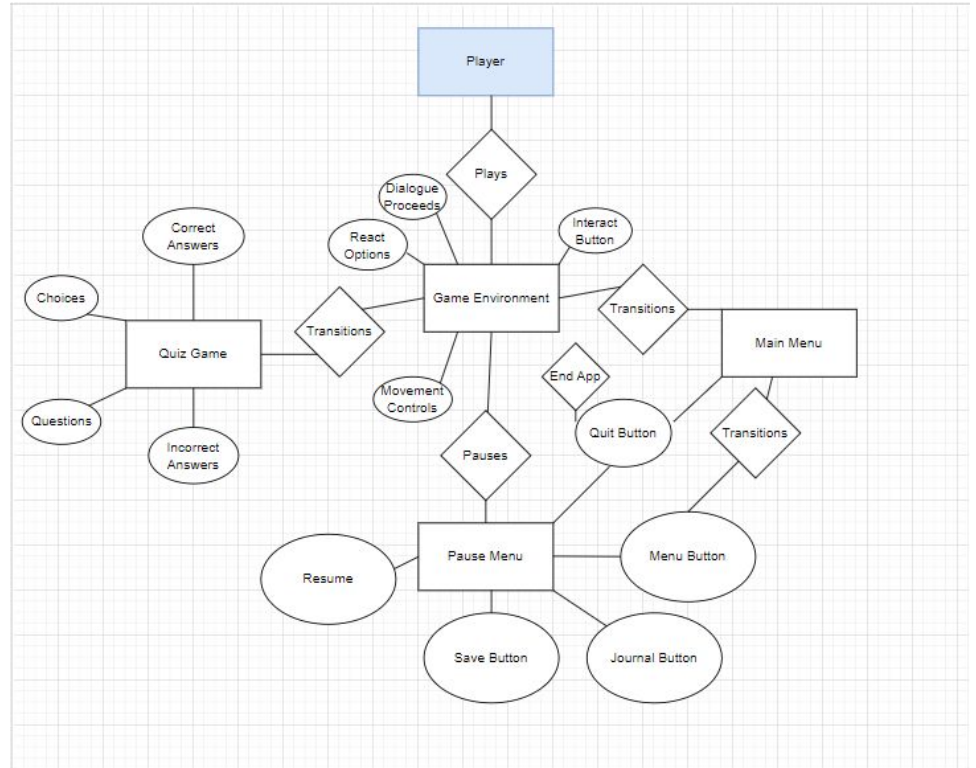 Player
Plays
Dialogue
Proceeds
React
Options
Interact
Button
Correct
Answers
Choices
Game Environment
Transitions
Transitions
Quiz Game
Main Menu
End App
Movement
Controls
Questions
Quit Button
Transitions
Incorrect
Answers
Pauses
Pause Menu
Menu Button
Resume
Save Button
Journal Button